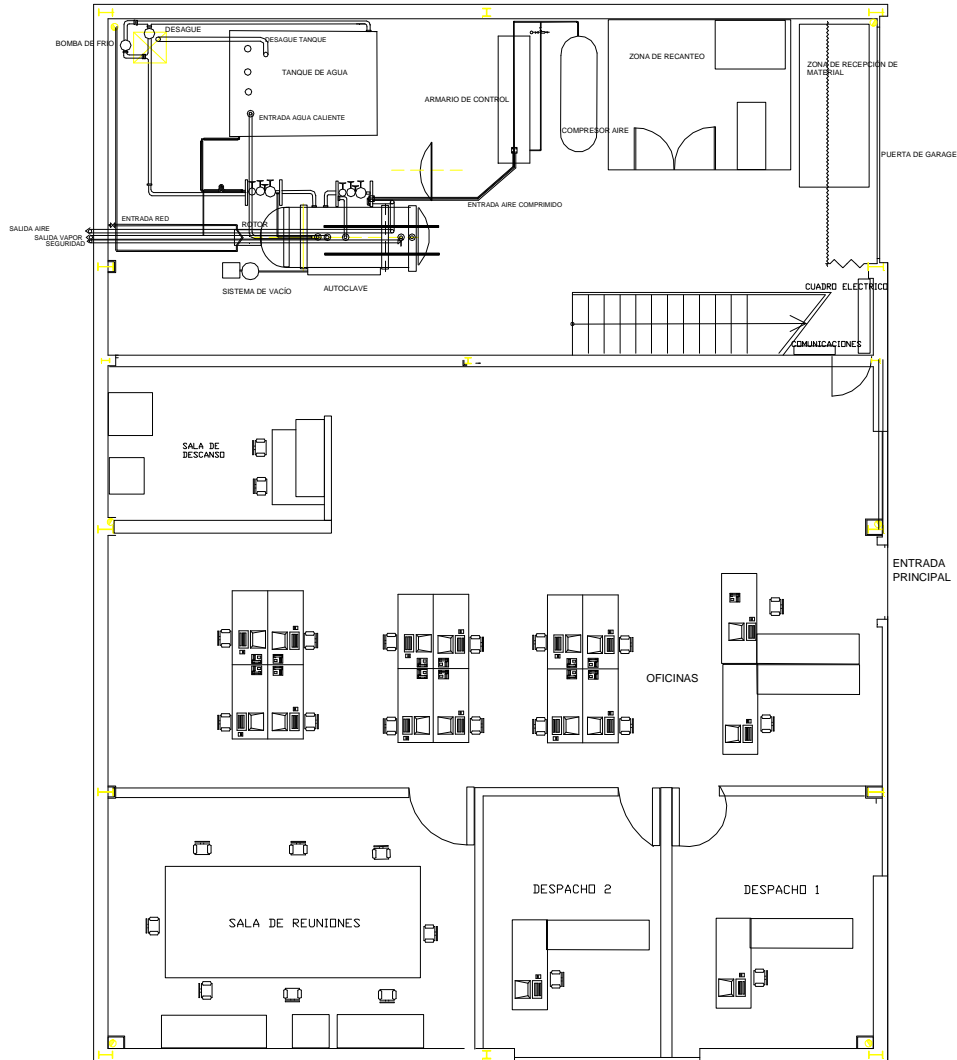 DESAGUE
BOMBA DE FRIO
DESAGUE TANQUE
TANQUE DE AGUA
ENTRADA AGUA CALIENTE
ARMARIO DE CONTROL
COMPRESOR AIRE
ZONA DE RECANTEO
ZONA DE RECEPCIÓN DE
MATERIAL
PUERTA DE GARAGE
ENTRADA AIRE COMPRIMIDO
ENTRADA RED
ROTOR
SALIDA AIRE
SALIDA VAPOR
SEGURIDAD
SISTEMA DE VACÍO
AUTOCLAVE
CUADRO ELECTRICO
COMUNICACIONES
SALA DE
DESCANSO
ENTRADA
PRINCIPAL
OFICINAS
SALA DE REUNIONES
DESPACHO 2
DESPACHO 1